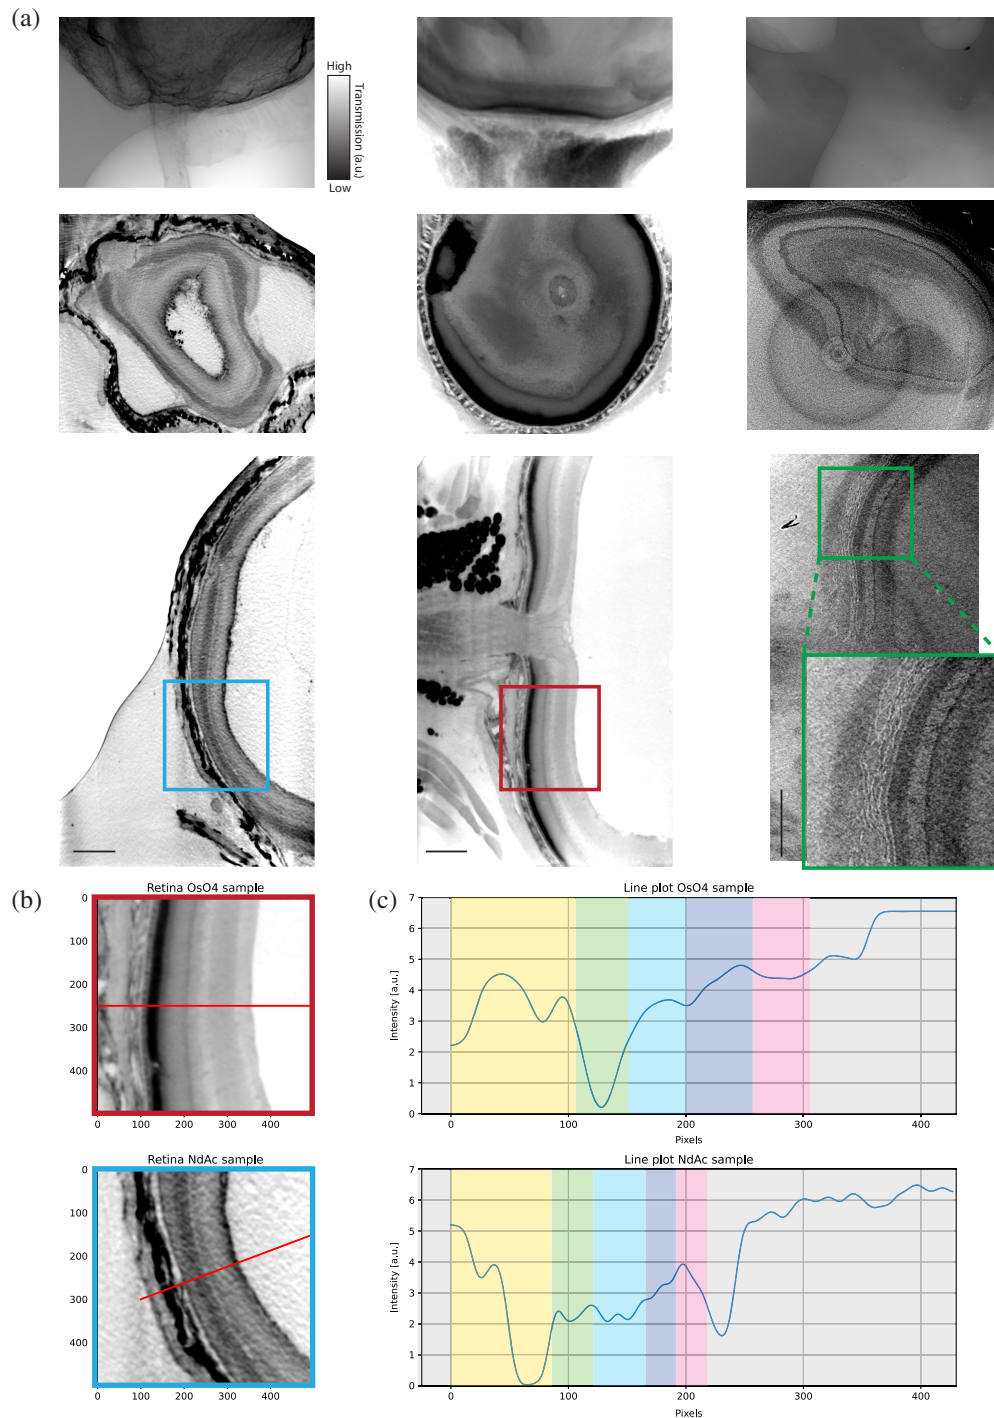 (a)
High
Transmission (a.u.)
Low
(b)
Retina OsO4 sample
0
100
200
300
400
0 100 200 300 400
Retina NdAc sample
0
100
200
300
400
0 100 200 300 400
(c)
Line plot OsO4 sample
7
6
5
4
3
2
1
0
Intensity [a,u,]
0 100 200 300 400
Pixels
Line plot NdAc sample
7
6
5
4
3
2
1
0
Intensity [a,u,]
0 100 200 300 400
Pixels